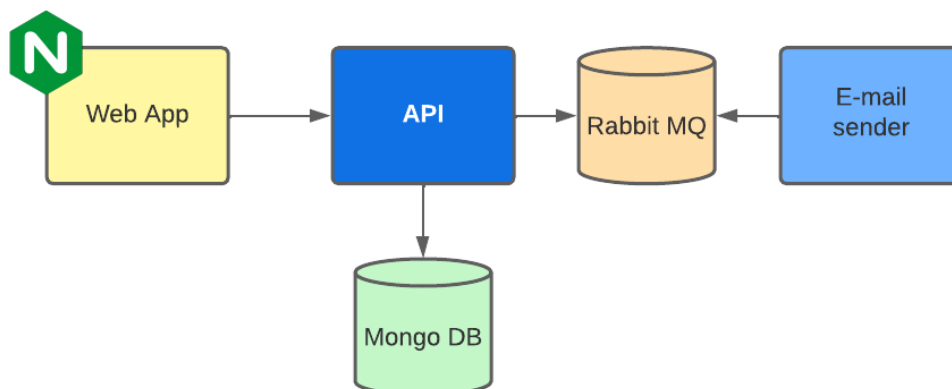 N
Web App
API
Rabbit MQ
E-mail
sender
Mongo DB